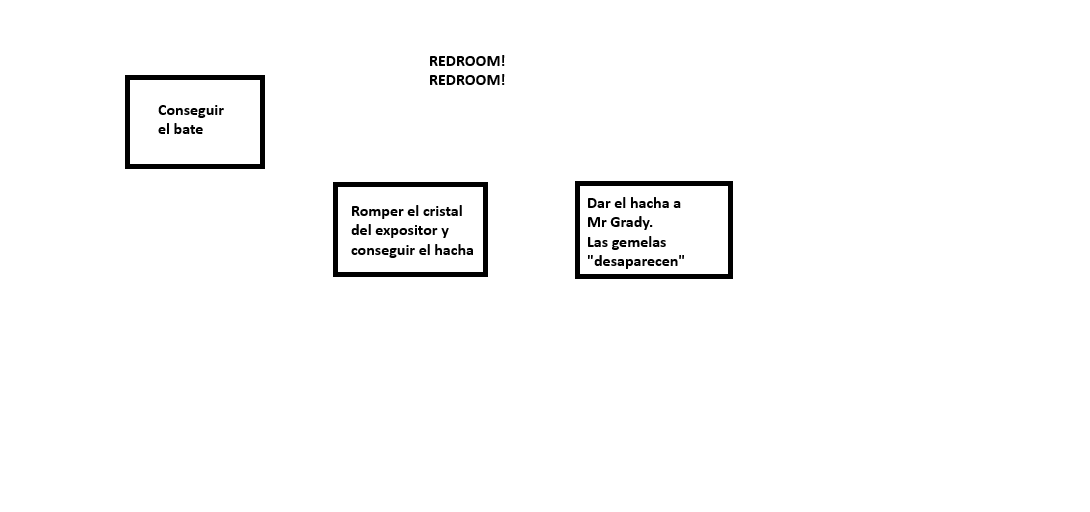 REDROOM!
REDROOM!
Conseguir
el bate
Romper el cristal
del expositor y
conseguir el hacha
Dar el hacha a
Mr Grady.
Las gemelas
"desaparecen"